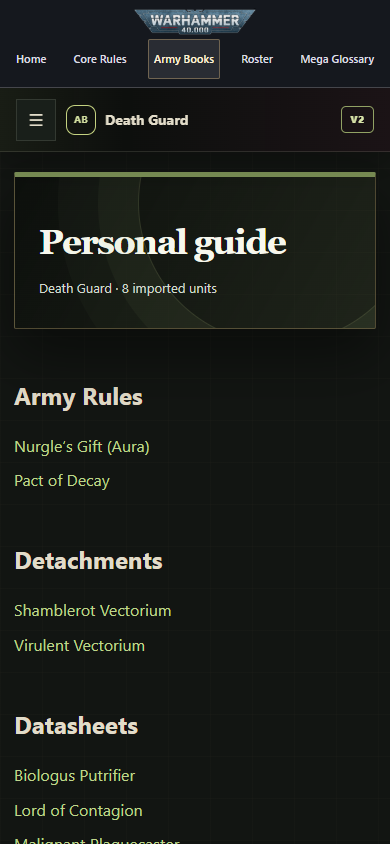 WARHAMMER
40,000
Home Core Rules Army Books Roster Mega Glossary
☰ AB Death Guard V2
Personal guide
Death Guard · 8 imported units
Army Rules
Nurgle's Gift (Aura)
Pact of Decay
Detachments
Shamblerot Vectorium
Virulent Vectorium
Datasheets
Biologus Putrifier
Lord of Contagion
Malignant Plaguecaster